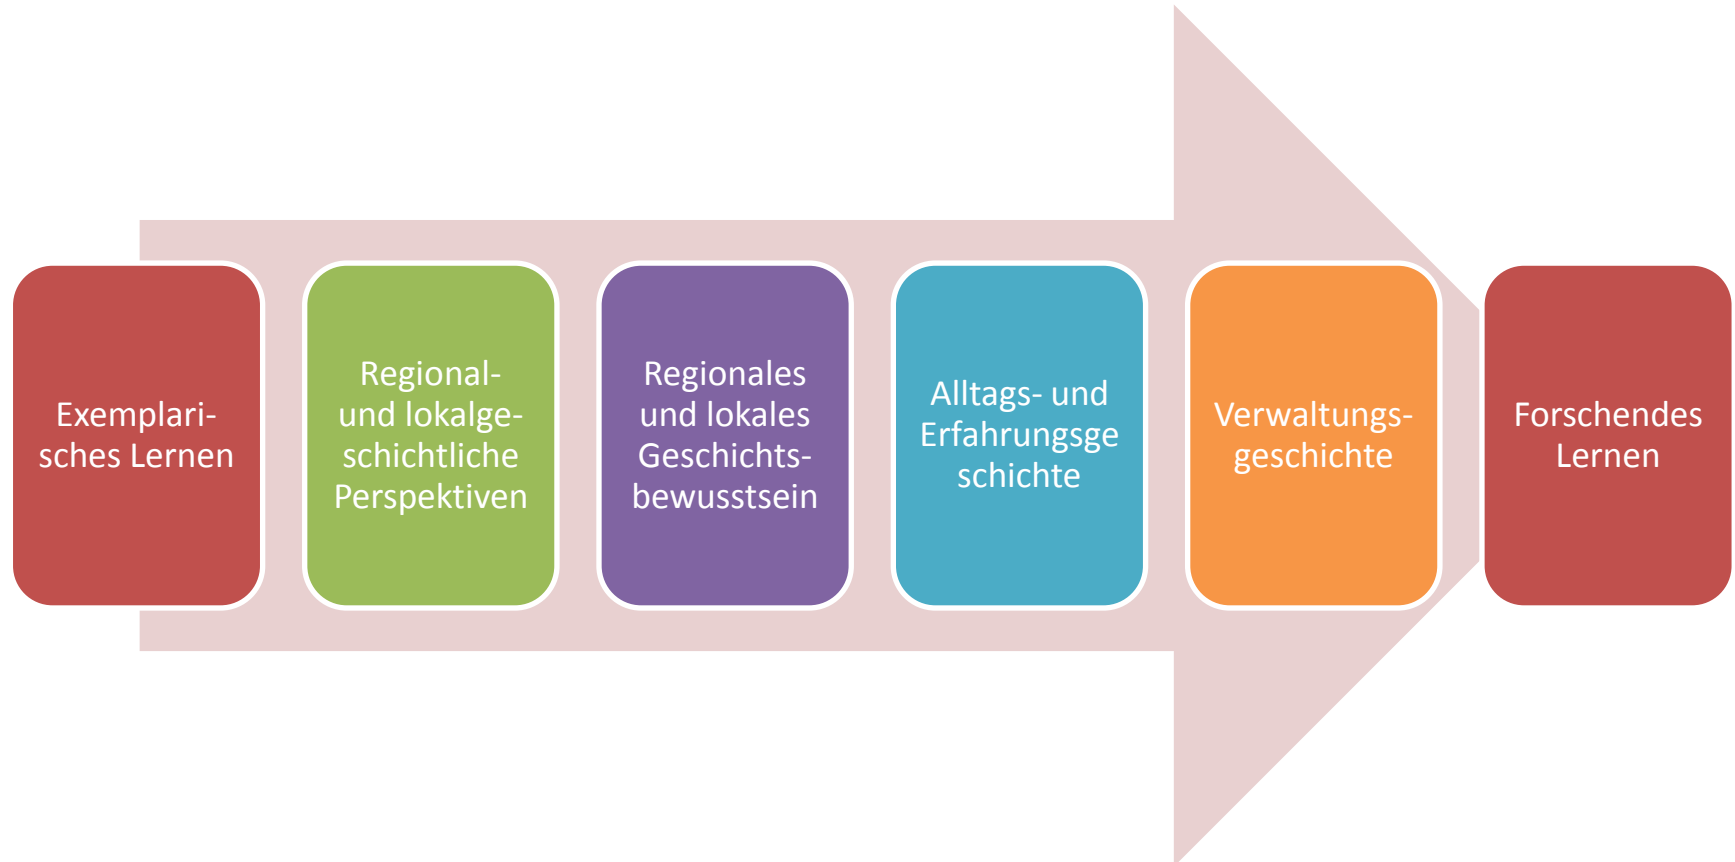 Exemplari-
sches Lernen
Regional-
und lokalge-
schichtliche
Perspektiven
Regionales
und lokales
Geschichts-
bewusstsein
Alltags- und
Erfahrungsge
schichte
Verwaltungs-
geschichte
Forschendes
Lernen